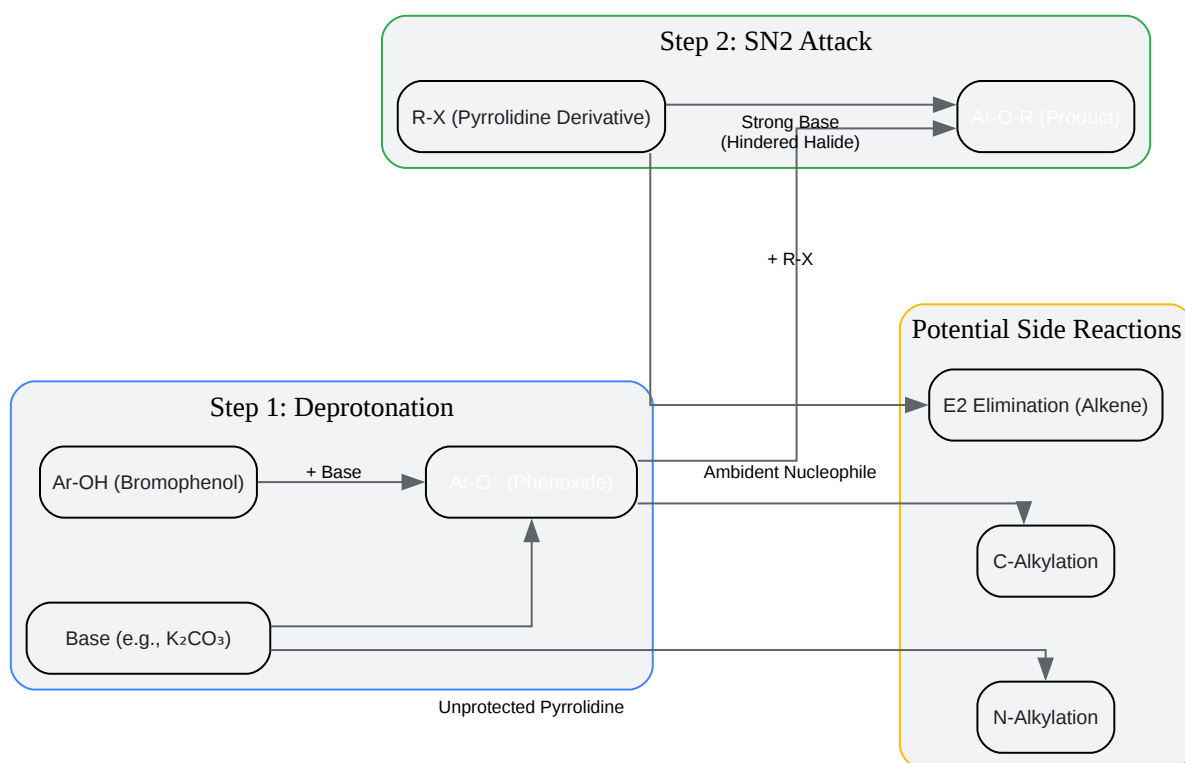 Step 2: SN2 Attack
R-X (Pyrrolidine Derivative)
Strong Base
(Hindered Halide)
Ar-O-R (Product)
+ R-X
Potential Side Reactions
E2 Elimination (Alkene)
Step 1: Deprotonation
Ar-OH (Bromophenol)
+ Base
Ar-O⁻ (Phenoxide)
Ambident Nucleophile
C-Alkylation
Base (e.g., K₂CO₃)
Unprotected Pyrrolidine
N-Alkylation